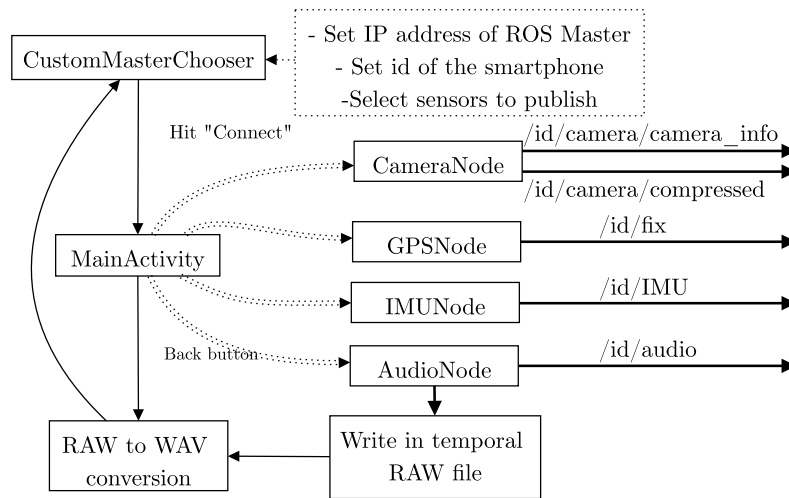 CustomMasterChooser
- Set IP address of ROS Master
- Set id of the smartphone
-Select sensors to publish
Hit "Connect"
/id/camera/camera_info
CameraNode
/id/camera/compressed
MainActivity
GPSNode
/id/fix
IMUNode
/id/IMU
Back button
AudioNode
/id/audio
RAW to WAV
conversion
Write in temporal
RAW file